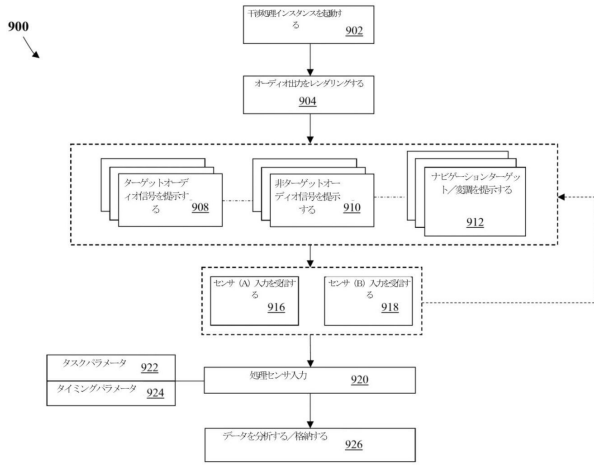 900
干渉処理インスタンスを起動す
る
902
オーディオ出力をレンダリングする
904
ターゲットオーデ
ィオ信号を提示す
る
908
非ターゲットオー
ディオ信号を提示
する
910
ナビゲーションターゲッ
ト/変調を提示する
912
センサ (A) 入力を受信す
る
916
センサ (B) 入力を受信す
る
918
タスクパラメータ
922
タイミングパラメータ
924
処理センサ入力
920
データを分析する/格納する
926